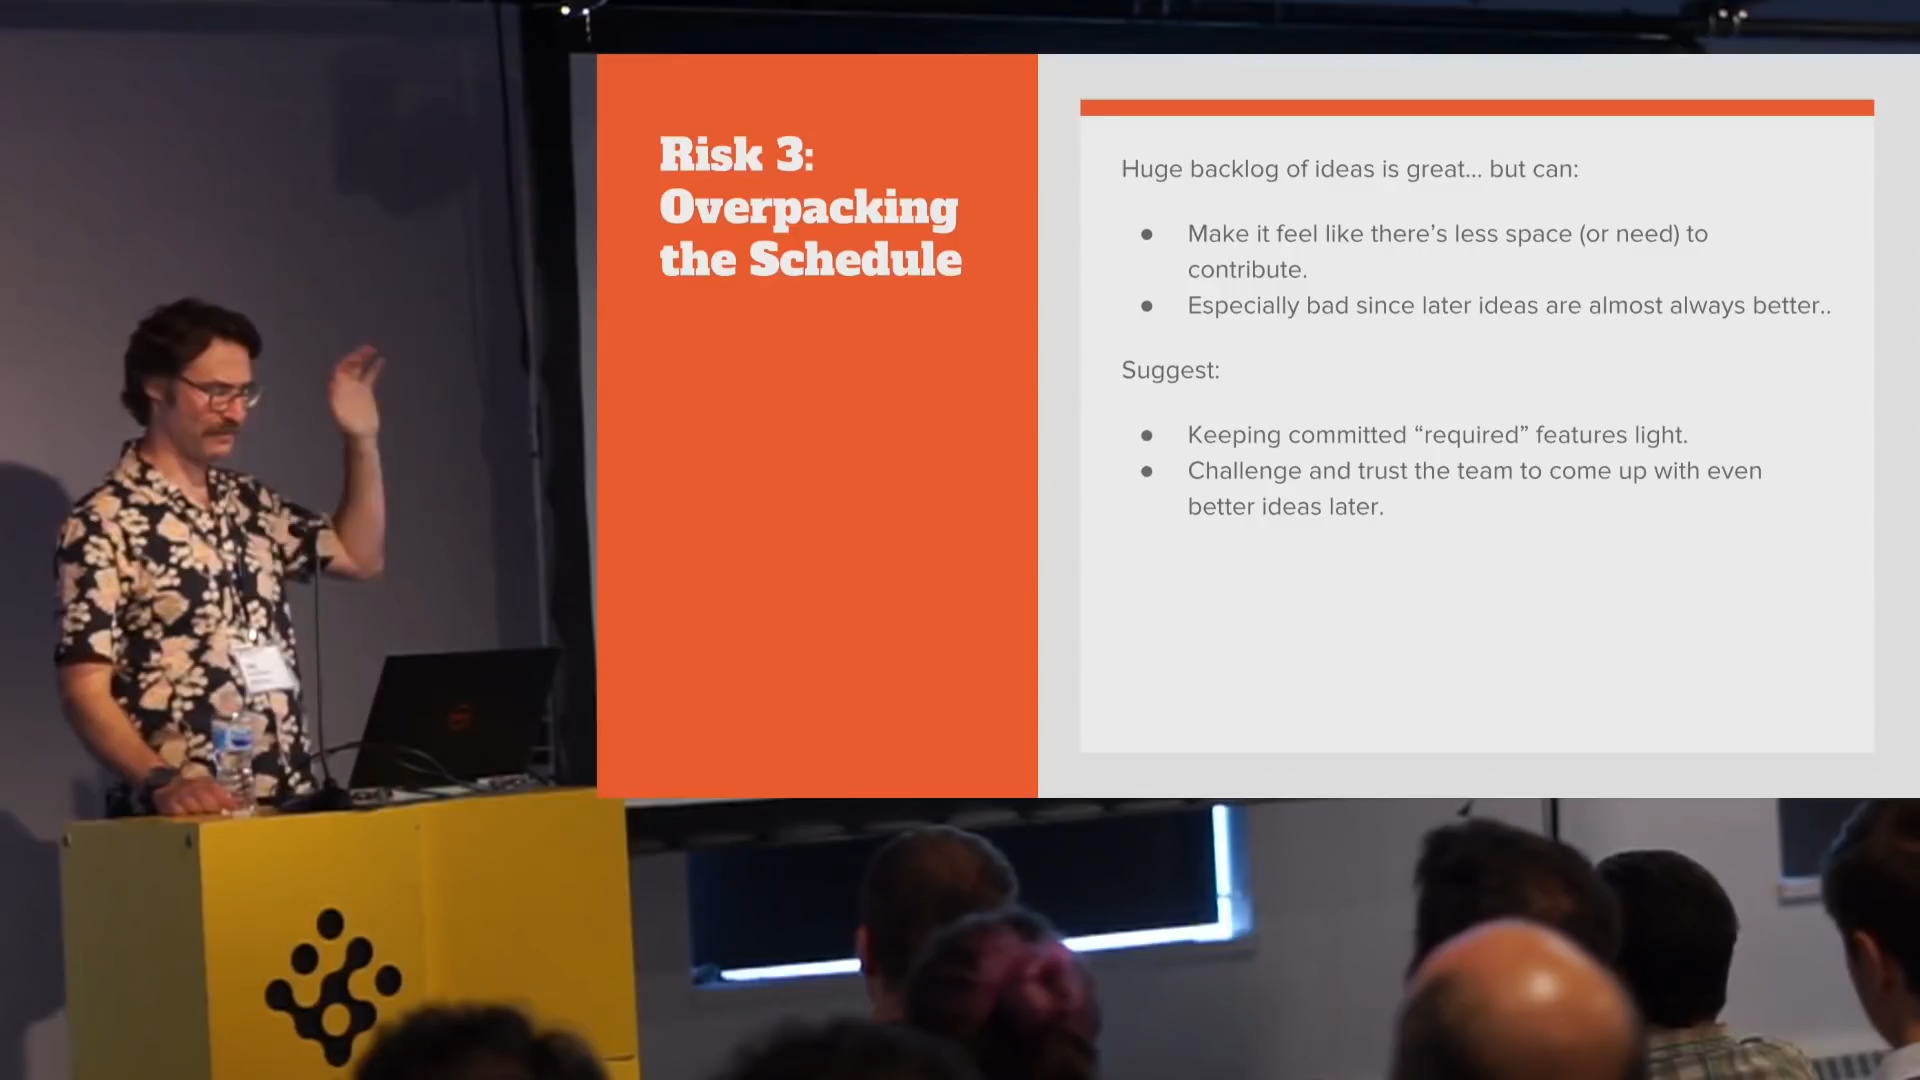 Risk 3:
Overpacking
the Schedule
Huge backlog of ideas is great... but can:
● Make it feel like there’s less space (or need) to
contribute.
● Especially bad since later ideas are almost always better..
Suggest:
● Keeping committed “required” features light.
● Challenge and trust the team to come up with even
better ideas later.